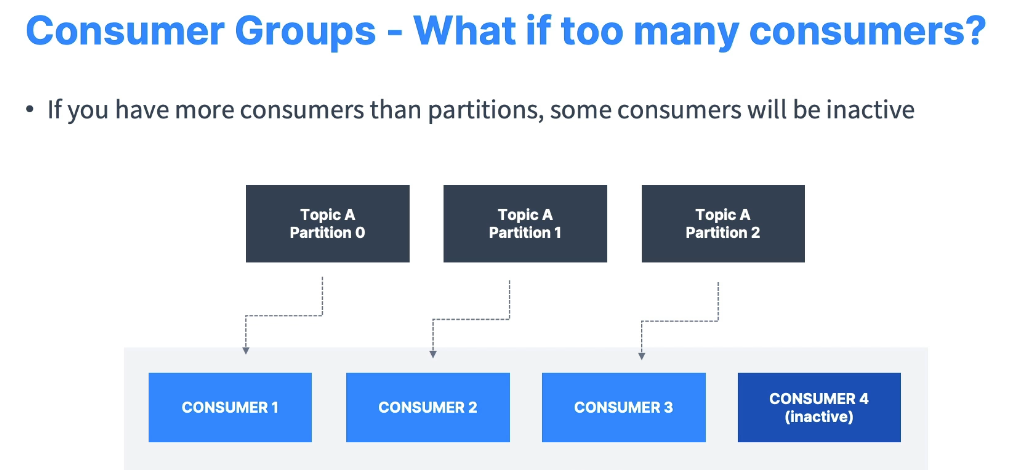 Consumer Groups - What if too many consumers?
• If you have more consumers than partitions, some consumers will be inactive
Topic A
Partition 0
Topic A
Partition 1
Topic A
Partition 2
CONSUMER 1
CONSUMER 2
CONSUMER 3
CONSUMER 4
(inactive)